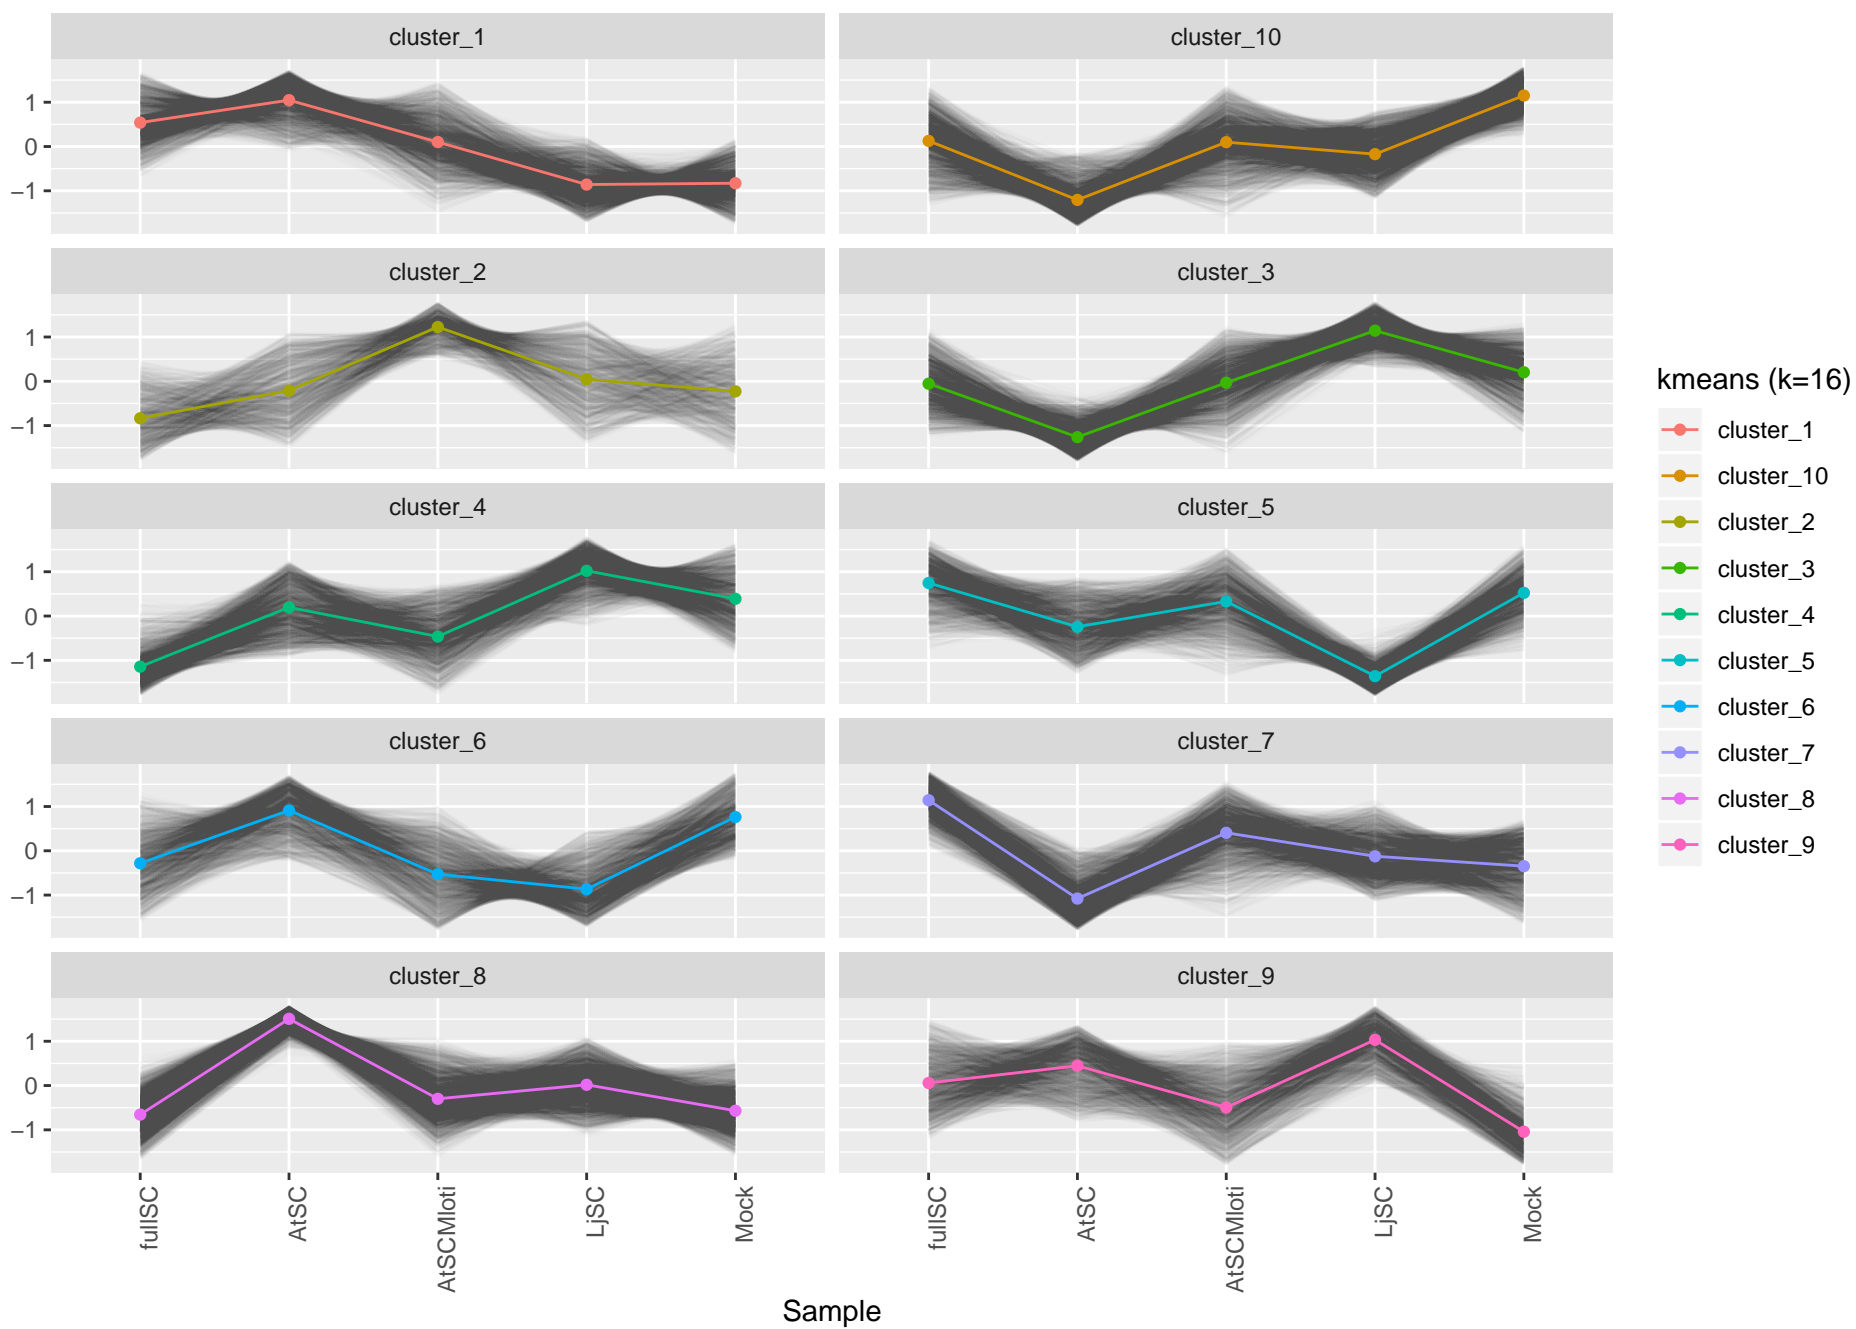 cluster_1
cluster_10
1
0
−1
cluster_2
cluster_3
1
0
−1
cluster_4
cluster_5
1
0
−1
cluster_6
cluster_7
1
0
−1
cluster_8
cluster_9
1
0
−1
fullSC
AtSC
AtSCMloti
LjSC
Mock
fullSC
AtSC
AtSCMloti
LjSC
Mock
Sample
kmeans (k=16)
cluster_1
cluster_10
cluster_2
cluster_3
cluster_4
cluster_5
cluster_6
cluster_7
cluster_8
cluster_9